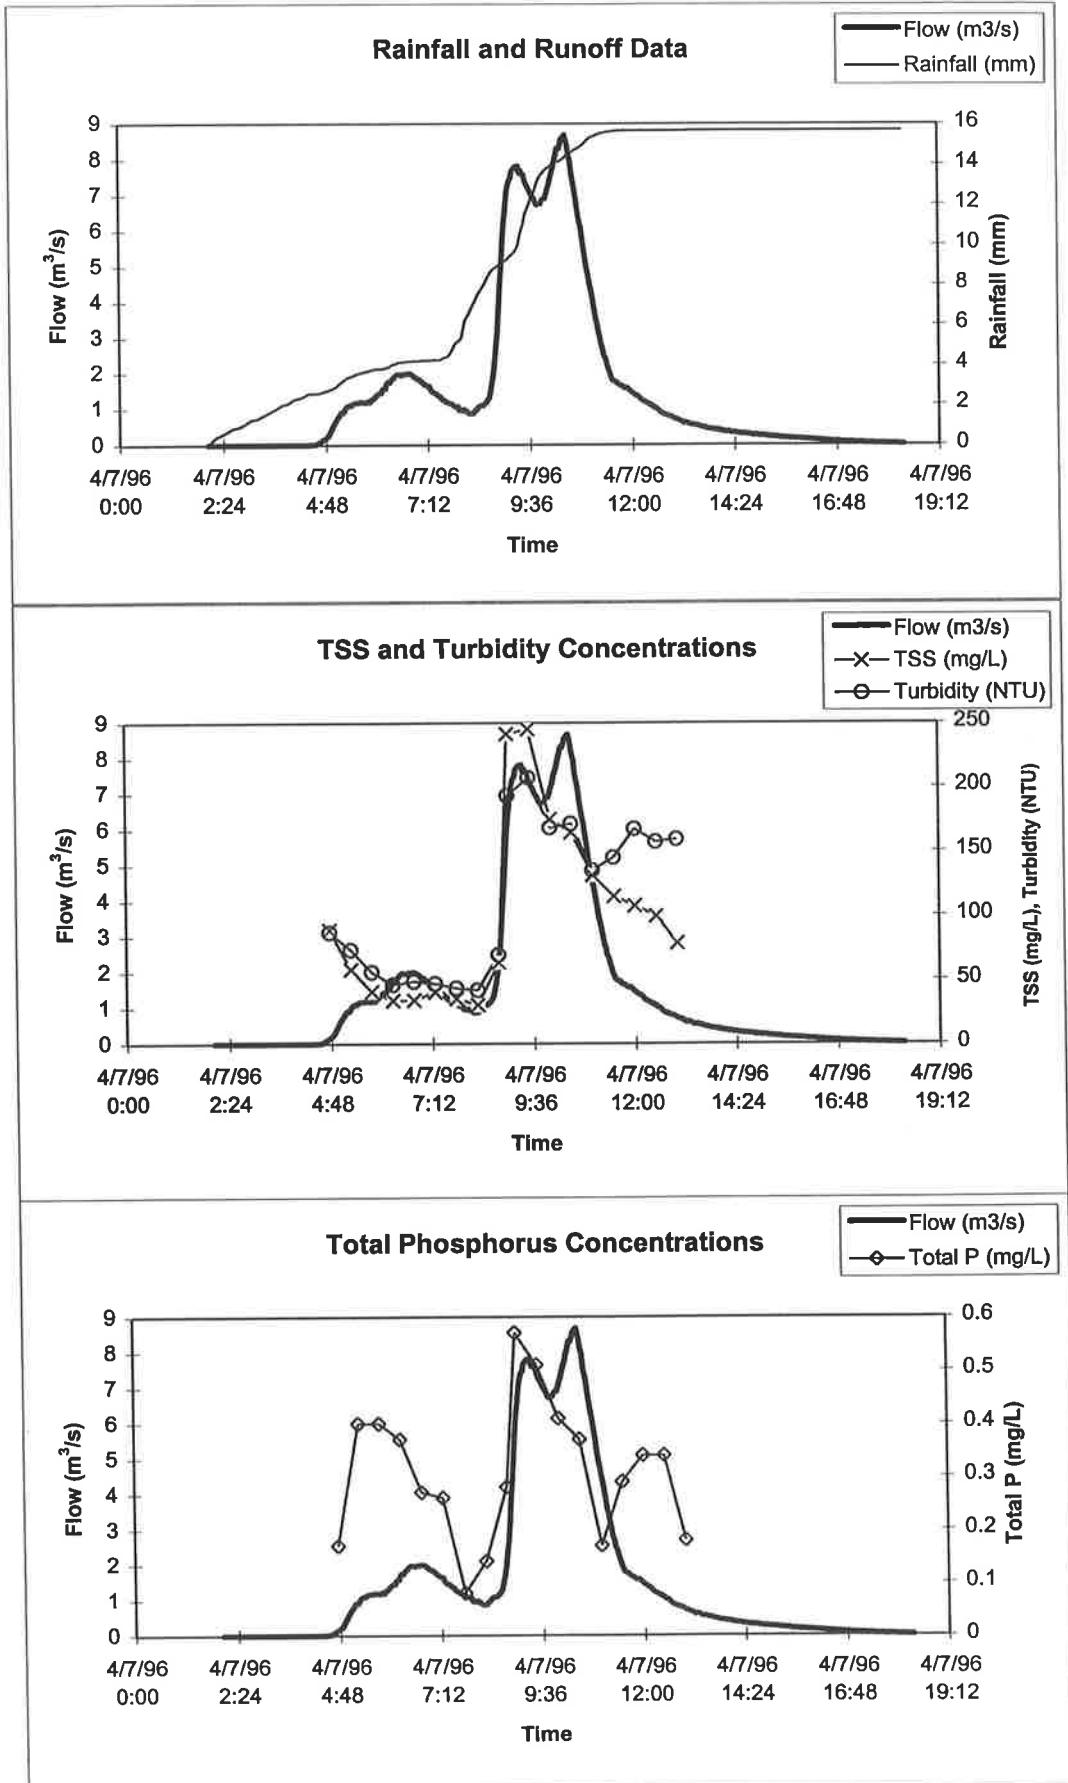 Rainfall and Runoff Data
Flow (m3/s)
Rainfall (mm)
9
8
7
6
5
4
3
2
1
0
Flow (m³/s)
16
14
12
10
8
6
4
2
0
Rainfall (mm)
4/7/96 4/7/96 4/7/96 4/7/96 4/7/96 4/7/96 4/7/96 4/7/96 4/7/96
0:00 2:24 4:48 7:12 9:36 12:00 14:24 16:48 19:12
Time
TSS and Turbidity Concentrations
Flow (m3/s)
TSS (mg/L)
Turbidity (NTU)
9
8
7
6
5
4
3
2
1
0
Flow (m³/s)
250
200
150
100
50
0
TSS (mg/L), Turbidity (NTU)
4/7/96 4/7/96 4/7/96 4/7/96 4/7/96 4/7/96 4/7/96 4/7/96 4/7/96
0:00 2:24 4:48 7:12 9:36 12:00 14:24 16:48 19:12
Time
Total Phosphorus Concentrations
Flow (m3/s)
Total P (mg/L)
9
8
7
6
5
4
3
2
1
0
Flow (m³/s)
0.6
0.5
0.4
0.3
0.2
0.1
0
Total P (mg/L)
4/7/96 4/7/96 4/7/96 4/7/96 4/7/96 4/7/96 4/7/96 4/7/96 4/7/96
0:00 2:24 4:48 7:12 9:36 12:00 14:24 16:48 19:12
Time